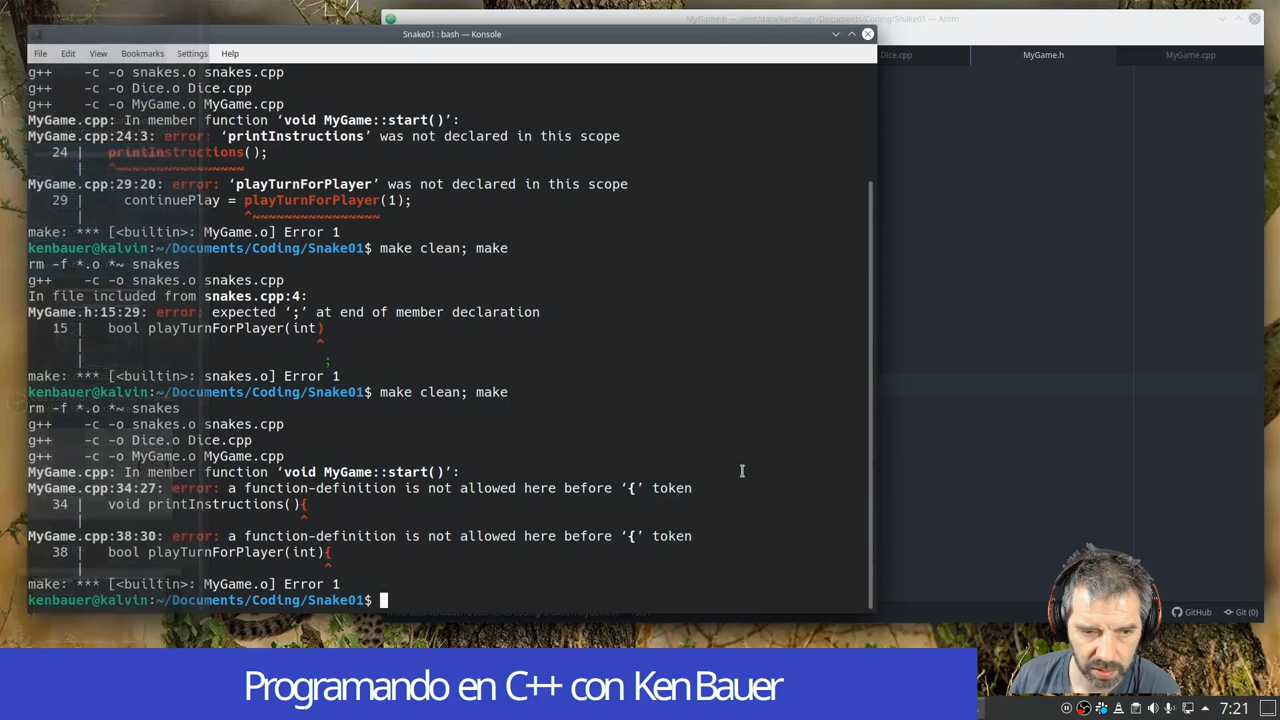 MyGame.h — /mnt/data/kenbauer/Documents/Coding/Snake01 — Atom
Snake01 : bash — Konsole
File Edit View Bookmarks Settings Help
Dice.cpp MyGame.h MyGame.cpp
g++ -c -o snakes.o snakes.cpp
g++ -c -o Dice.o Dice.cpp
g++ -c -o MyGame.o MyGame.cpp
MyGame.cpp: In member function ‘void MyGame::start()’:
MyGame.cpp:24:3: error: ‘printInstructions’ was not declared in this scope
24 | printInstructions();
| ^~~~~~~~~~~~~~~~~
MyGame.cpp:29:20: error: ‘playTurnForPlayer’ was not declared in this scope
29 | continuePlay = playTurnForPlayer(1);
| ^~~~~~~~~~~~~~~~~
make: *** [<builtin>: MyGame.o] Error 1
kenbauer@kalvin:~/Documents/Coding/Snake01$ make clean; make
rm -f *.o *~ snakes
g++ -c -o snakes.o snakes.cpp
In file included from snakes.cpp:4:
MyGame.h:15:29: error: expected ‘;’ at end of member declaration
15 | bool playTurnForPlayer(int)
| ^
| ;
make: *** [<builtin>: snakes.o] Error 1
kenbauer@kalvin:~/Documents/Coding/Snake01$ make clean; make
rm -f *.o *~ snakes
g++ -c -o snakes.o snakes.cpp
g++ -c -o Dice.o Dice.cpp
g++ -c -o MyGame.o MyGame.cpp
MyGame.cpp: In member function ‘void MyGame::start()’:
MyGame.cpp:34:27: error: a function-definition is not allowed here before ‘{’ token
34 | void printInstructions(){
| ^
MyGame.cpp:38:30: error: a function-definition is not allowed here before ‘{’ token
38 | bool playTurnForPlayer(int){
| ^
make: *** [<builtin>: MyGame.o] Error 1
kenbauer@kalvin:~/Documents/Coding/Snake01$
GitHub Git (0)
Programando en C++ con Ken Bauer
7:21